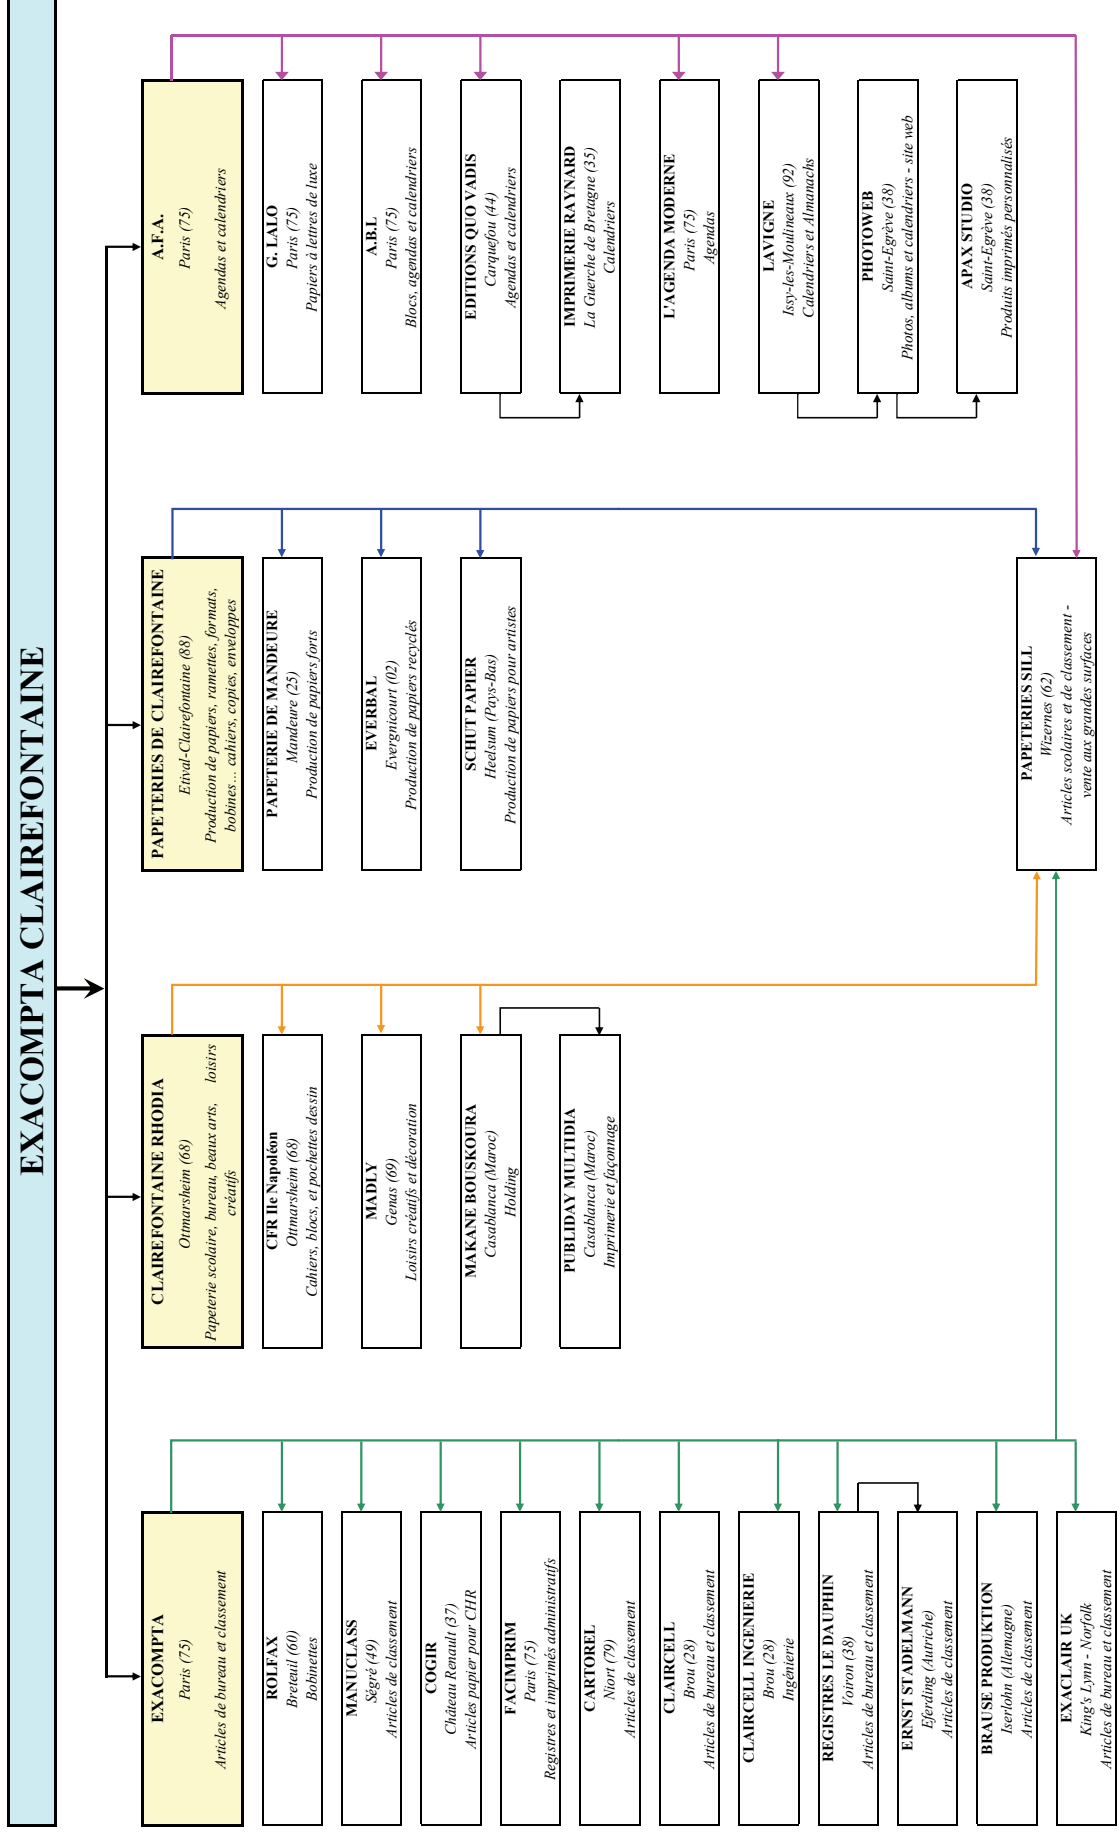 EXACOMPTA CLAIREFONTAINE
EXACOMPTA
Paris (75)
Articles de bureau et classement
ROLFAX
Breteuil (60)
Bobinettes
MANUCLASS
Ségré (49)
Articles de classement
COGIR
Château Renault (37)
Articles papier pour CHR
FACIMPRIM
Paris (75)
Registres et imprimés administratifs
CARTOREL
Niort (79)
Articles de classement
CLAIRCELL
Brou (28)
Articles de bureau et classement
CLAIRCELL INGENIERIE
Brou (28)
Ingénierie
REGISTRES LE DAUPHIN
Voiron (38)
Articles de bureau et classement
ERNST STADELMANN
Eferding (Autriche)
Articles de classement
BRAUSE PRODUKTION
Iserlohn (Allemagne)
Articles de classement
EXACLAIR UK
King's Lynn - Norfolk
Articles de bureau et classement
CLAIREFONTAINE RHODIA
Ottmarsheim (68)
Papeterie scolaire, bureau, beaux arts, loisirs
créatifs
CFR Ile Napoléon
Ottmarsheim (68)
Cahiers, blocs, et pochettes dessin
MADLY
Genas (69)
Loisirs créatifs et décoration
MAKANE BOUSKOURA
Casablanca (Maroc)
Holding
PUBLIDAY MULTIDIA
Casablanca (Maroc)
Imprimerie et façonnage
PAPETERIES DE CLAIREFONTAINE
Etival-Clairefontaine (88)
Production de papiers, ramettes, formats,
bobines… cahiers, copies, enveloppes
PAPETERIE DE MANDEURE
Mandeure (25)
Production de papiers forts
EVERBAL
Evergnicourt (02)
Production de papiers recyclés
SCHUT PAPIER
Heelsum (Pays-Bas)
Production de papiers pour artistes
PAPETERIES SILL
Wizernes (62)
Articles scolaires et de classement -
vente aux grandes surfaces
A.F.A.
Paris (75)
Agendas et calendriers
G. LALO
Paris (75)
Papiers à lettres de luxe
A.B.L
Paris (75)
Blocs, agendas et calendriers
EDITIONS QUO VADIS
Carquefou (44)
Agendas et calendriers
IMPRIMERIE RAYNARD
La Guerche de Bretagne (35)
Calendriers
L'AGENDA MODERNE
Paris (75)
Agendas
LAVIGNE
Issy-les-Moulineaux (92)
Calendriers et Almanachs
PHOTOWEB
Saint-Egrève (38)
Photos, albums et calendriers - site web
APAX STUDIO
Saint-Egrève (38)
Produits imprimés personnalisés